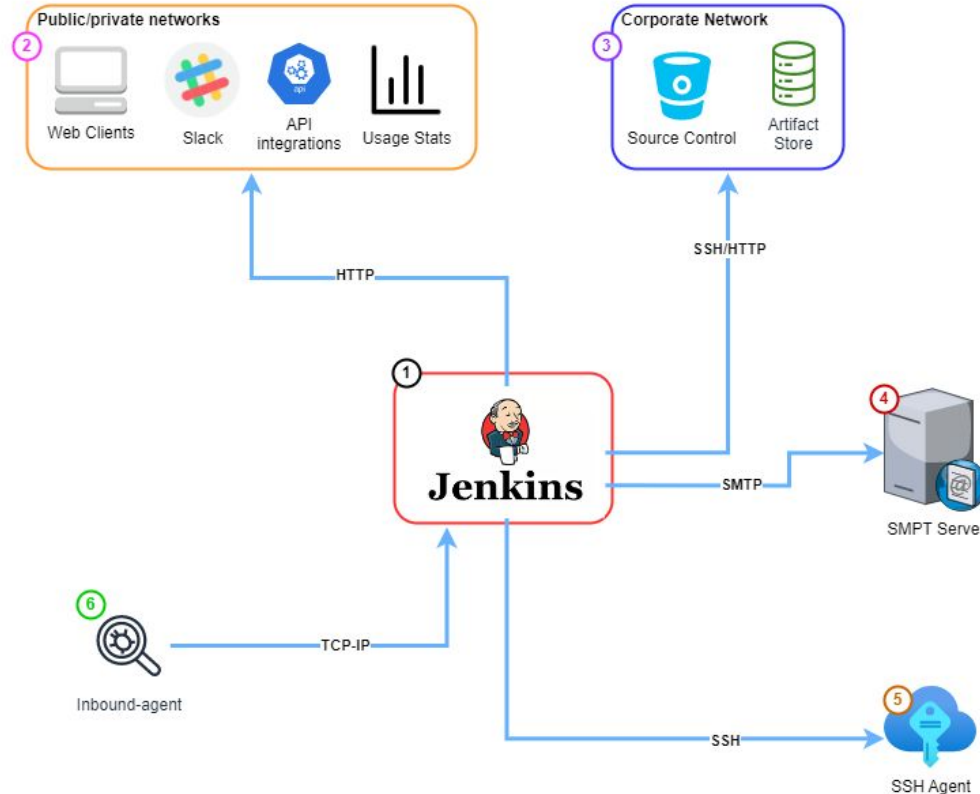 Public/private networks
2
Web Clients
Slack
api
API
integrations
Usage Stats
Corporate Network
3
Source Control
Artifact
Store
HTTP
SSH/HTTP
1
Jenkins
4
@
SMTP
SMPT Serve
6
TCP-IP
Inbound-agent
5
SSH
SSH Agent